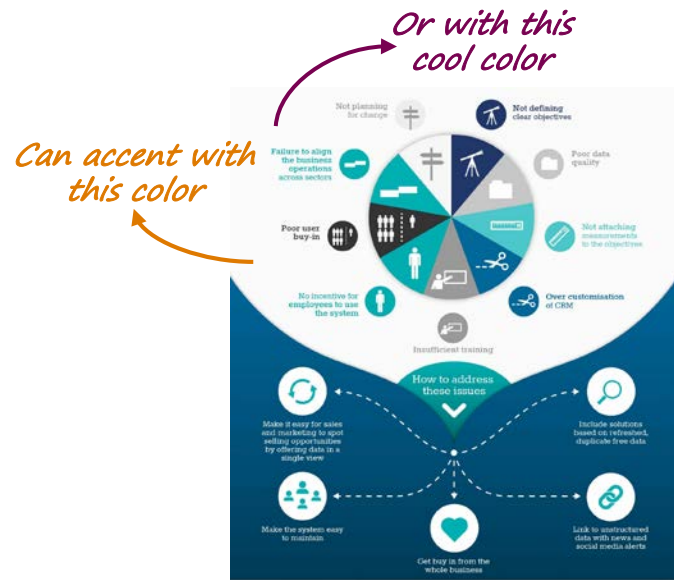 Or with this
cool color
Can accent with
this color
Not planning
for change
Not defining
clear objectives
Failure to align
the business
operations
across sectors
Poor data
quality
Poor user
buy-in
Not attaching
measurements
to the objectives
No incentive for
employees to use
the system
Over customisation
of CRM
Insufficient training
How to address
these issues
Make it easy for sales
and marketing to spot
selling opportunities
by offering data in a
single view
Include solutions
based on refreshed,
duplicate free data
Make the system easy
to maintain
Link to unstructured
data with news and
social media alerts
Get buy in from the
whole business